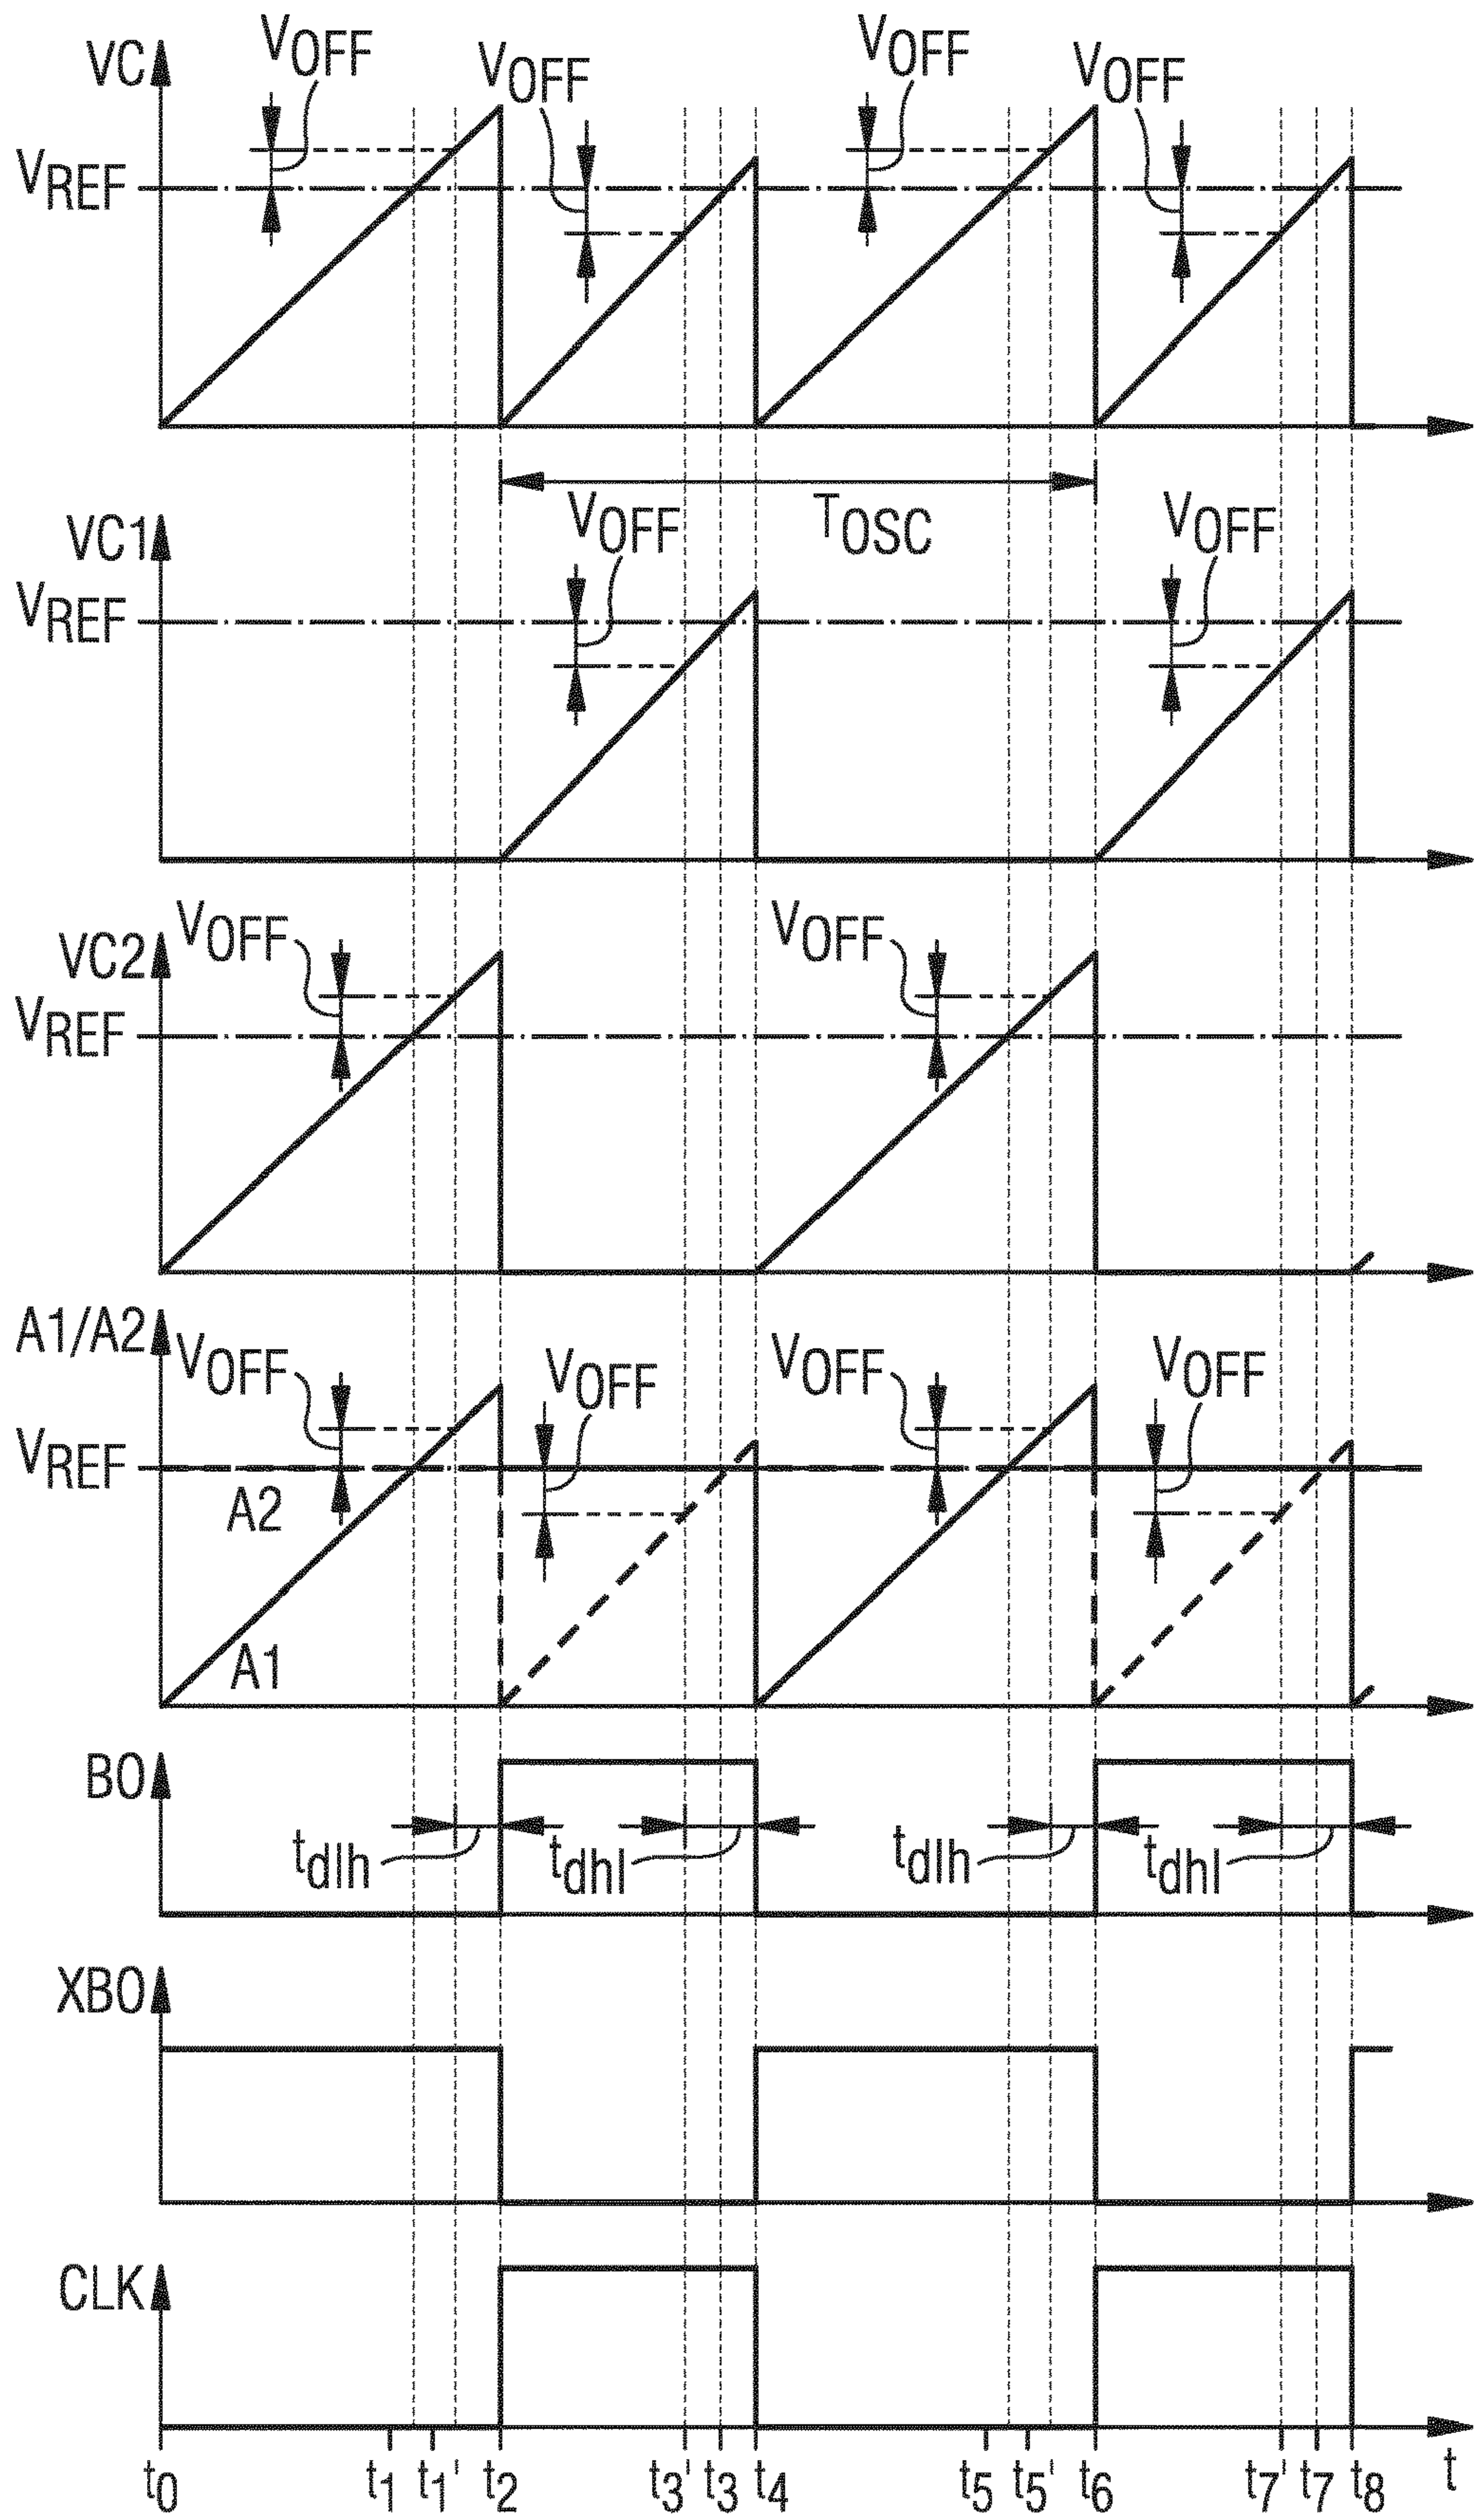 VC
VOFF
VOFF
VOFF
VOFF
VREF
TOSC
VC1
VOFF
VOFF
VREF
VC2
VOFF
VOFF
VREF
A1/A2
VOFF
VOFF
VOFF
VOFF
VREF
A2
A1
BO
tdlh
tdhl
tdlh
tdhl
XBO
CLK
t0 t1 t1' t2 t3' t3 t4 t5 t5' t6 t7' t7 t8 t